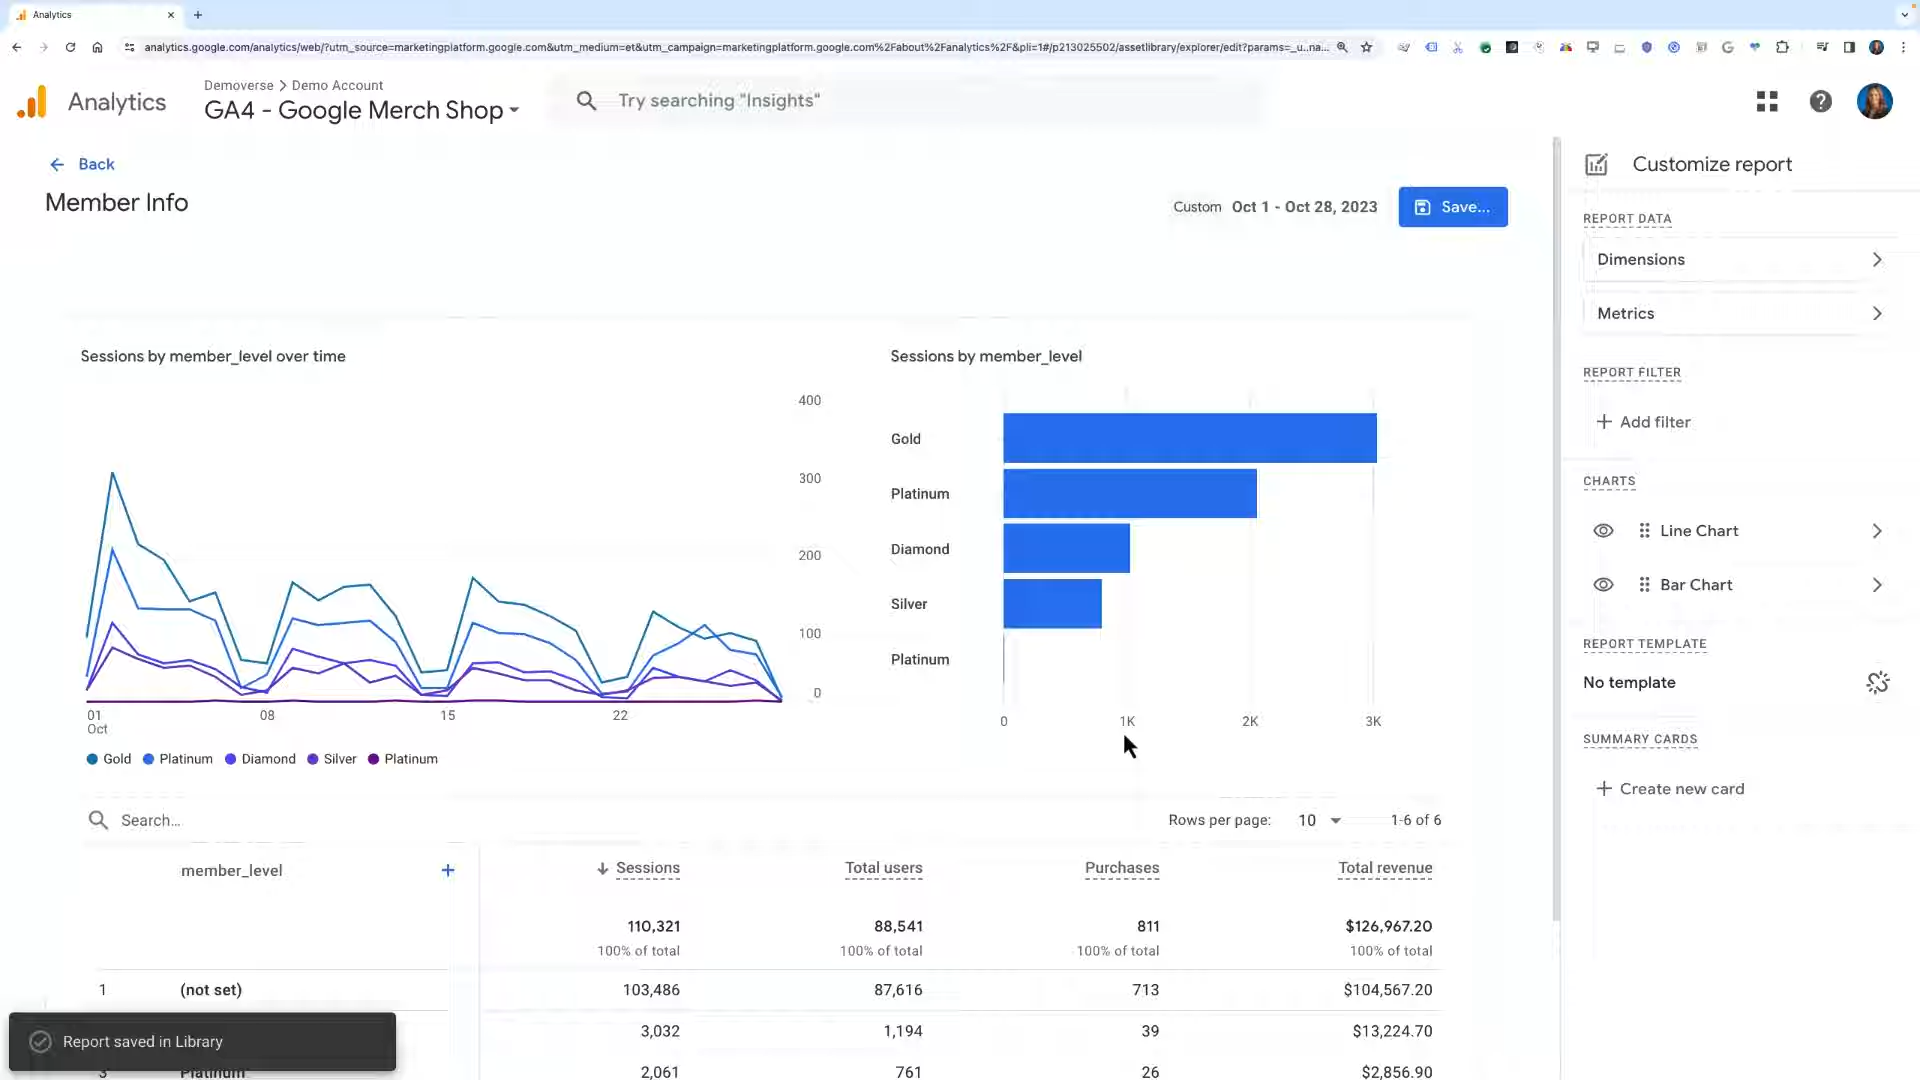 Analytics
analytics.google.com/analytics/web/?utm_source=marketingplatform.google.com&utm_medium=et&utm_campaign=marketingplatform.google.com%2Fabout%2Fanalytics%2F&pli=1#/p213025502/assetlibrary/explorer/edit?params=_u..na...
Analytics
Demoverse > Demo Account
GA4 - Google Merch Shop
Try searching "Insights"
Back
Member Info
Custom Oct 1 - Oct 28, 2023
Save...
Sessions by member_level over time
400
300
200
100
0
01
Oct
08
15
22
Gold Platinum Diamond Silver Platinum
Sessions by member_level
Gold
Platinum
Diamond
Silver
Platinum
0 1K 2K 3K
Search...
Rows per page: 10 1-6 of 6
member_level + Sessions Total users Purchases Total revenue
110,321 88,541 811 $126,967.20
100% of total 100% of total 100% of total 100% of total
1 (not set) 103,486 87,616 713 $104,567.20
3,032 1,194 39 $13,224.70
3 Platinum 2,061 761 26 $2,856.90
Report saved in Library
Customize report
REPORT DATA
Dimensions
Metrics
REPORT FILTER
+ Add filter
CHARTS
Line Chart
Bar Chart
REPORT TEMPLATE
No template
SUMMARY CARDS
+ Create new card